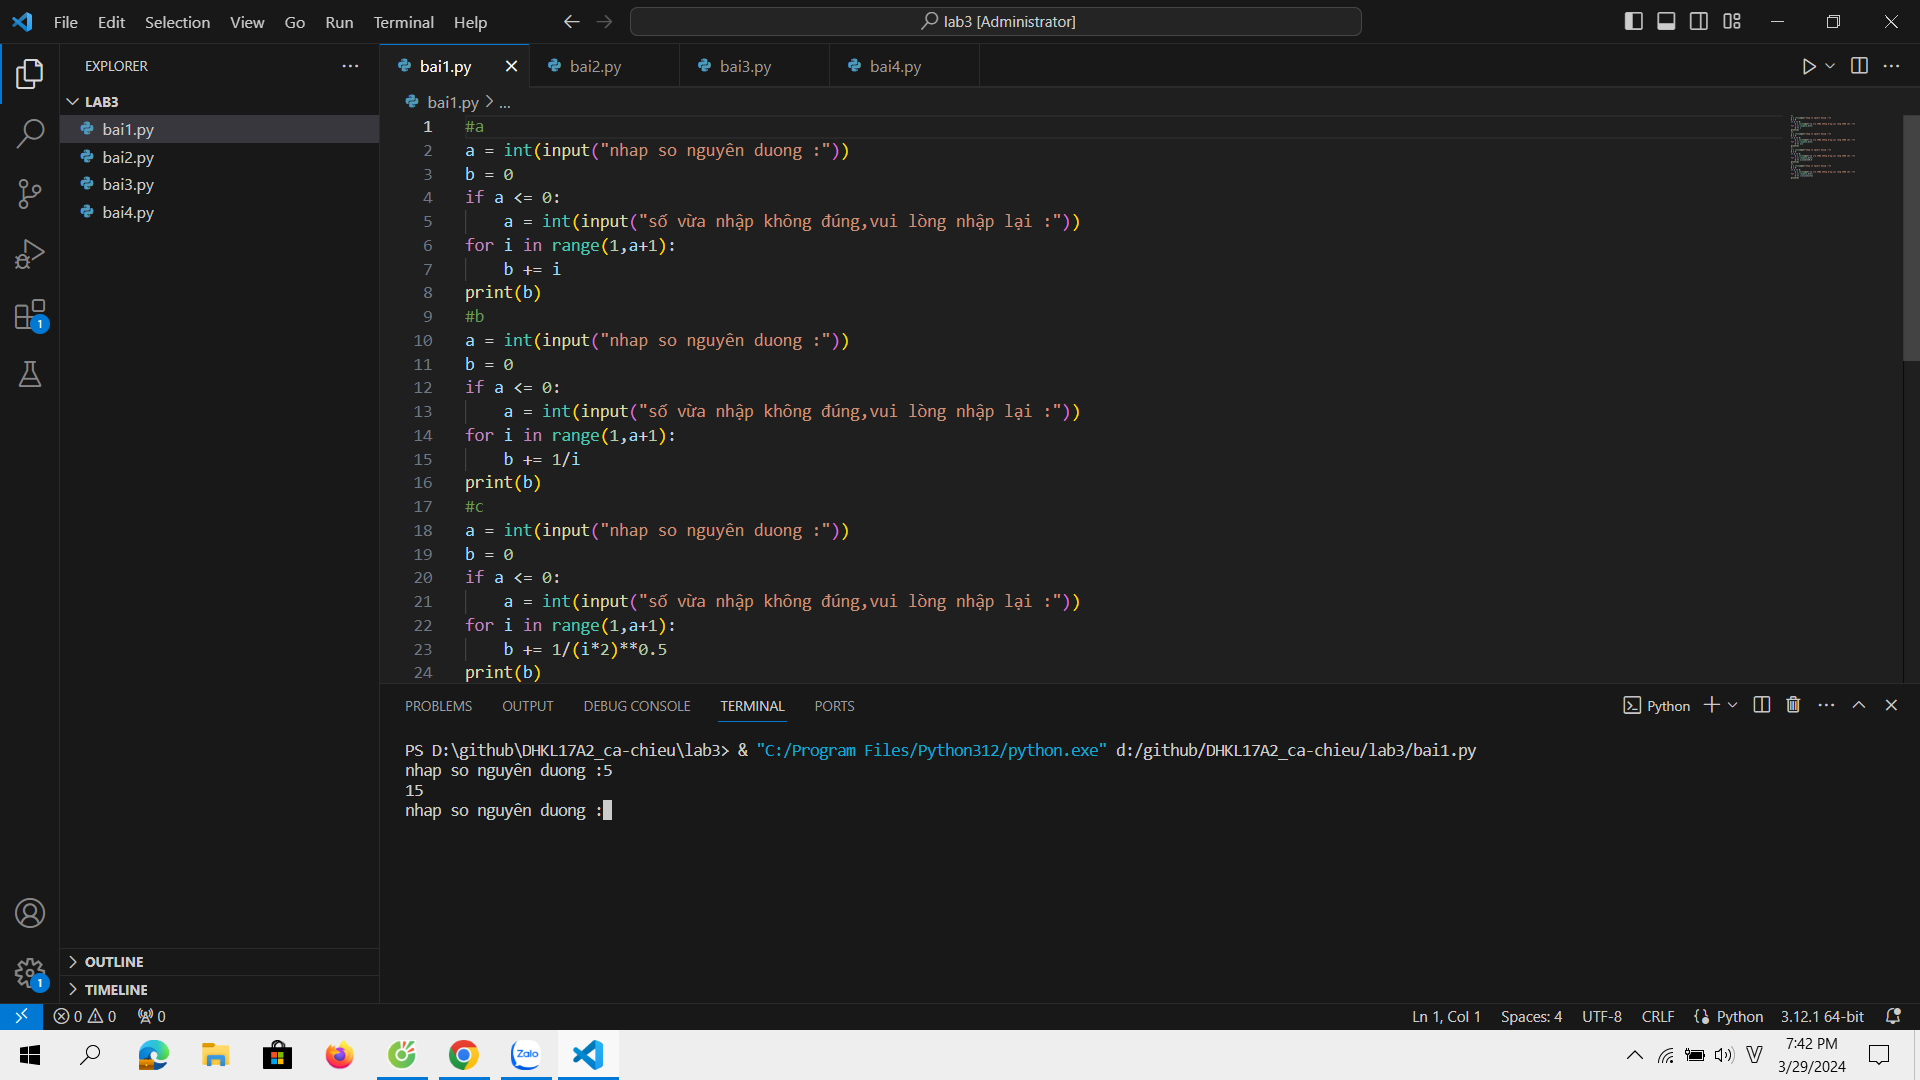 File Edit Selection View Go Run Terminal Help
lab3 [Administrator]
EXPLORER
LAB3
bai1.py
bai2.py
bai3.py
bai4.py
OUTLINE
TIMELINE
bai1.py bai2.py bai3.py bai4.py
bai1.py > ...
1 #a
2 a = int(input("nhap so nguyên duong :"))
3 b = 0
4 if a <= 0:
5 a = int(input("số vừa nhập không đúng,vui lòng nhập lại :"))
6 for i in range(1,a+1):
7 b += i
8 print(b)
9 #b
10 a = int(input("nhap so nguyên duong :"))
11 b = 0
12 if a <= 0:
13 a = int(input("số vừa nhập không đúng,vui lòng nhập lại :"))
14 for i in range(1,a+1):
15 b += 1/i
16 print(b)
17 #c
18 a = int(input("nhap so nguyên duong :"))
19 b = 0
20 if a <= 0:
21 a = int(input("số vừa nhập không đúng,vui lòng nhập lại :"))
22 for i in range(1,a+1):
23 b += 1/(i*2)**0.5
24 print(b)
PROBLEMS OUTPUT DEBUG CONSOLE TERMINAL PORTS
Python
PS D:\github\DHKL17A2_ca-chieu\lab3> & "C:/Program Files/Python312/python.exe" d:/github/DHKL17A2_ca-chieu/lab3/bai1.py
nhap so nguyên duong :5
15
nhap so nguyên duong :
1
1
0 0 0
Ln 1, Col 1 Spaces: 4 UTF-8 CRLF Python 3.12.1 64-bit
Zalo
V
7:42 PM
3/29/2024